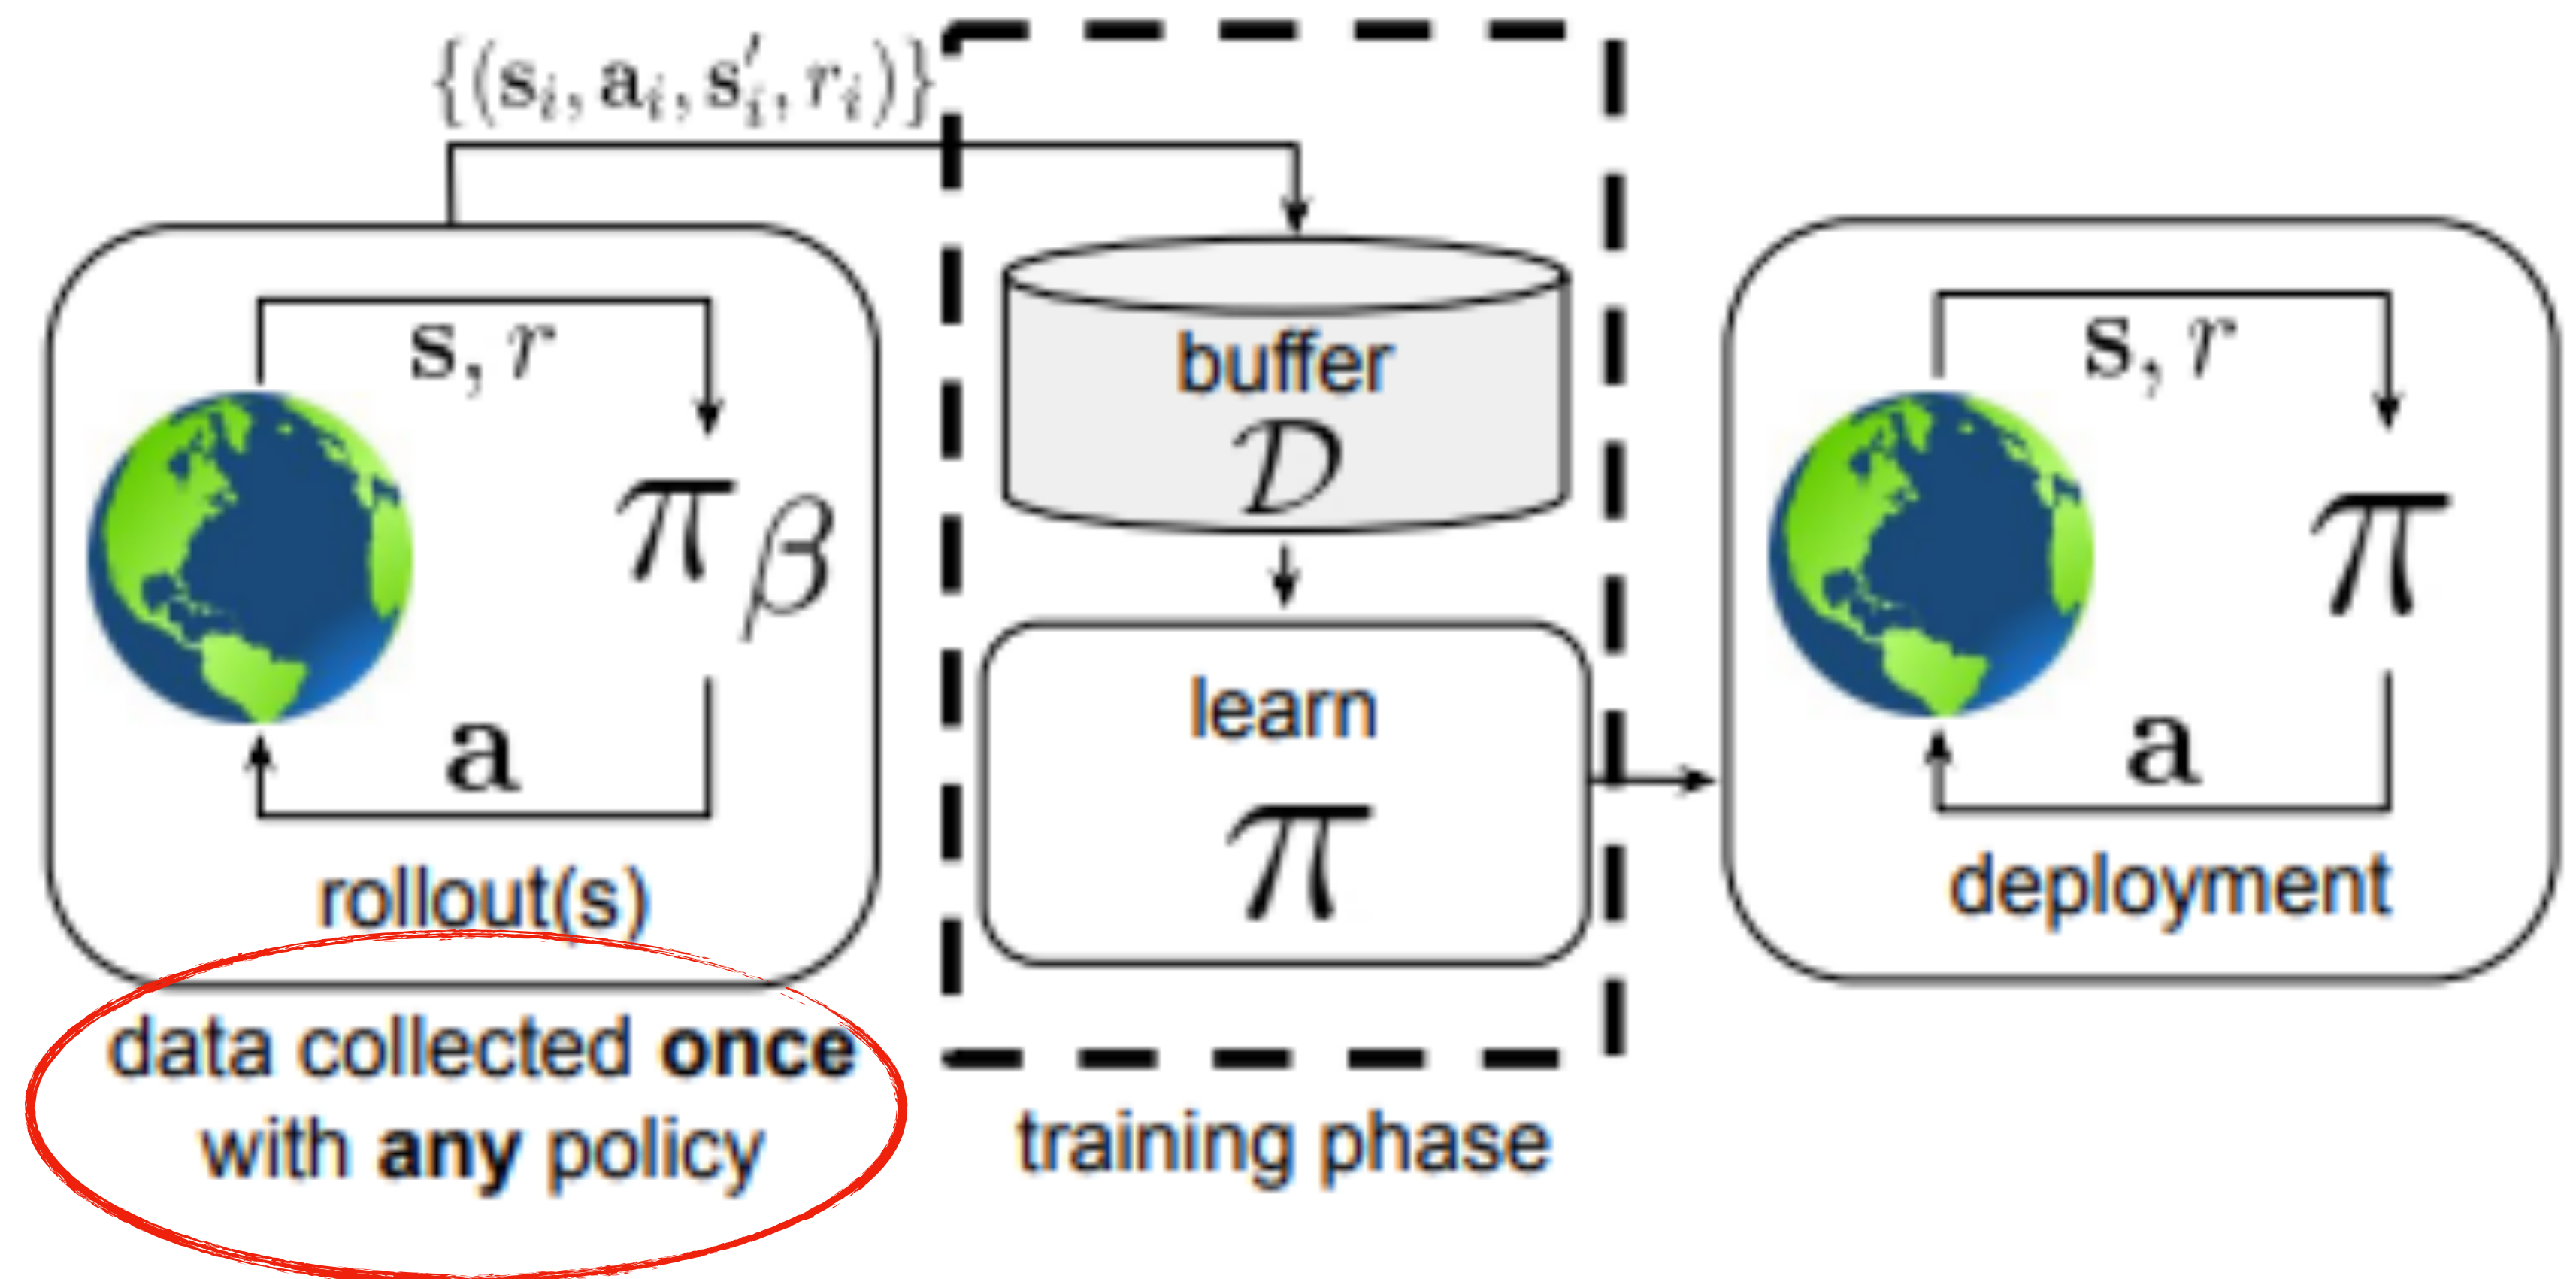 {(s_i, a_i, s'_i, r_i)}
s, r
π_β
a
rollout(s)
data collected once
with any policy
buffer
𝒟
learn
π
training phase
s, r
π
a
deployment